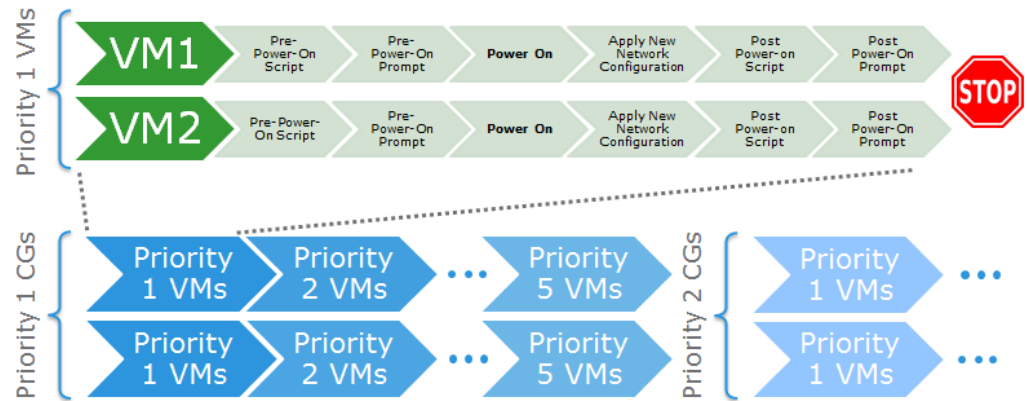 Priority 1 VMs
VM1
Pre-
Power-On
Script
Pre-
Power-On
Prompt
Power On
Apply New
Network
Configuration
Post
Power-on
Script
Post
Power-On
Prompt
STOP
VM2
Pre-Power-
On Script
Pre-
Power-On
Prompt
Power On
Apply New
Network
Configuration
Post
Power-on
Script
Post
Power-On
Prompt
Priority 1 CGs
Priority
1 VMs
Priority
2 VMs
•••
Priority
5 VMs
Priority
1 VMs
Priority
2 VMs
•••
Priority
5 VMs
Priority 2 CGs
Priority
1 VMs
•••
Priority
1 VMs
•••